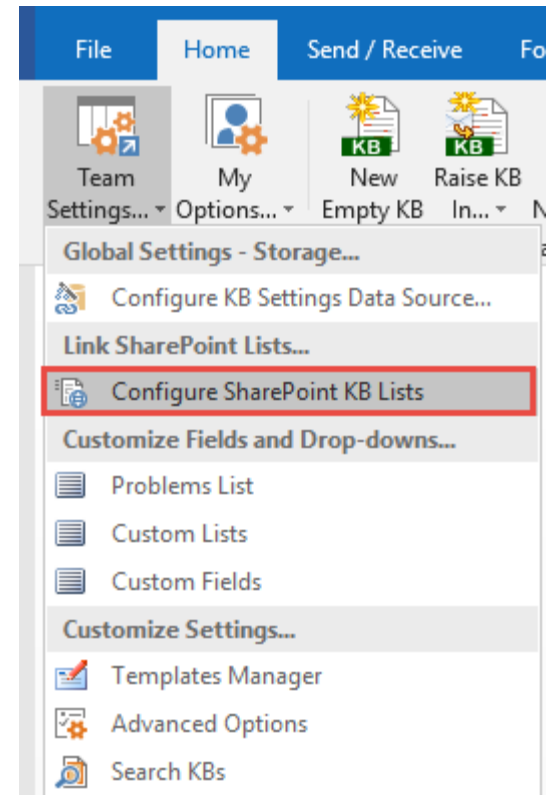 File Home Send / Receive Fo
KB KB
Team My New Raise KB
Settings... Options... Empty KB In... N
Global Settings - Storage...
Configure KB Settings Data Source...
Link SharePoint Lists...
Configure SharePoint KB Lists
Customize Fields and Drop-downs...
Problems List
Custom Lists
Custom Fields
Customize Settings...
Templates Manager
Advanced Options
Search KBs